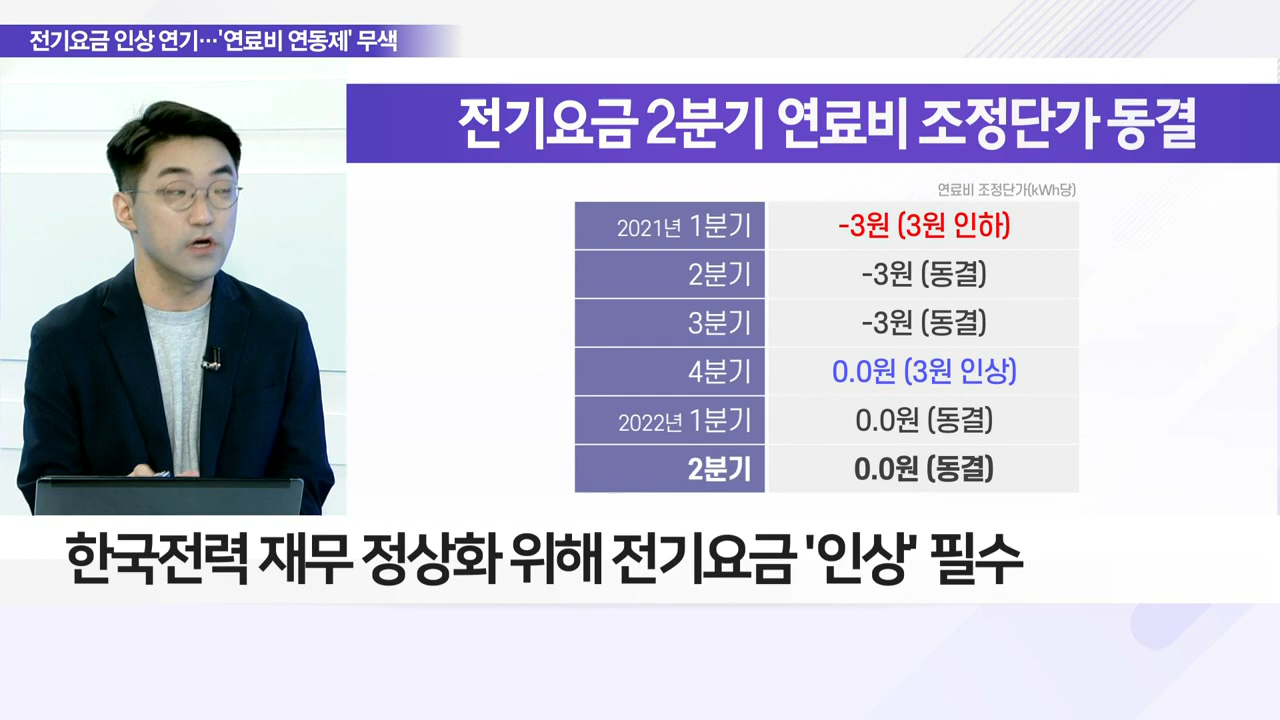 전기요금 인상 연기…'연료비 연동제' 무색
전기요금 2분기 연료비 조정단가 동결
연료비 조정단가(kWh당)
2021년 1분기 -3원 (3원 인하)
2분기 -3원 (동결)
3분기 -3원 (동결)
4분기 0.0원 (3원 인상)
2022년 1분기 0.0원 (동결)
2분기 0.0원 (동결)
한국전력 재무 정상화 위해 전기요금 '인상' 필수